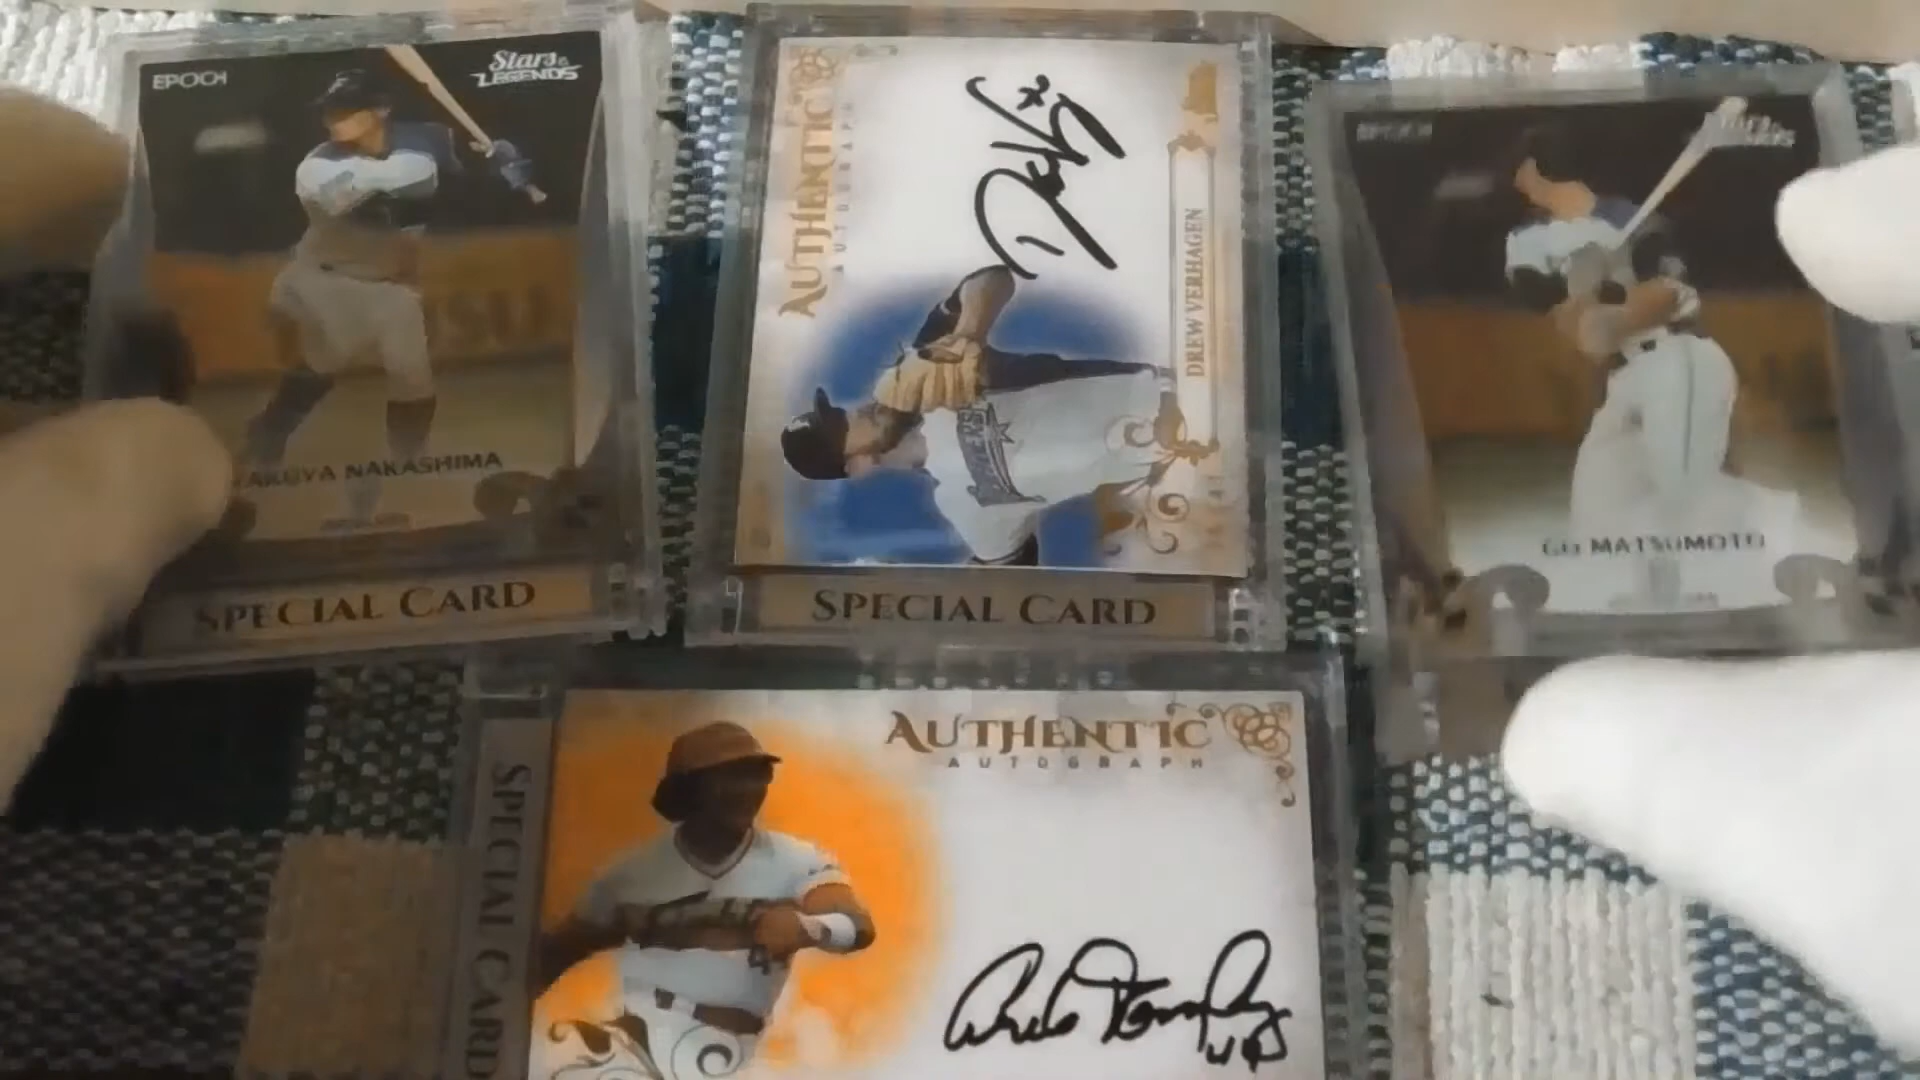 EPOCH
Stars &
LEGENDS
TAKUYA NAKASHIMA
SPECIAL CARD
AUTHENTIC
AUTOGRAPH
DREW VERHAGEN
SPECIAL CARD
EPOCH
GO MATSUMOTO
SPECIAL CARD
AUTHENTIC
AUTOGRAPH